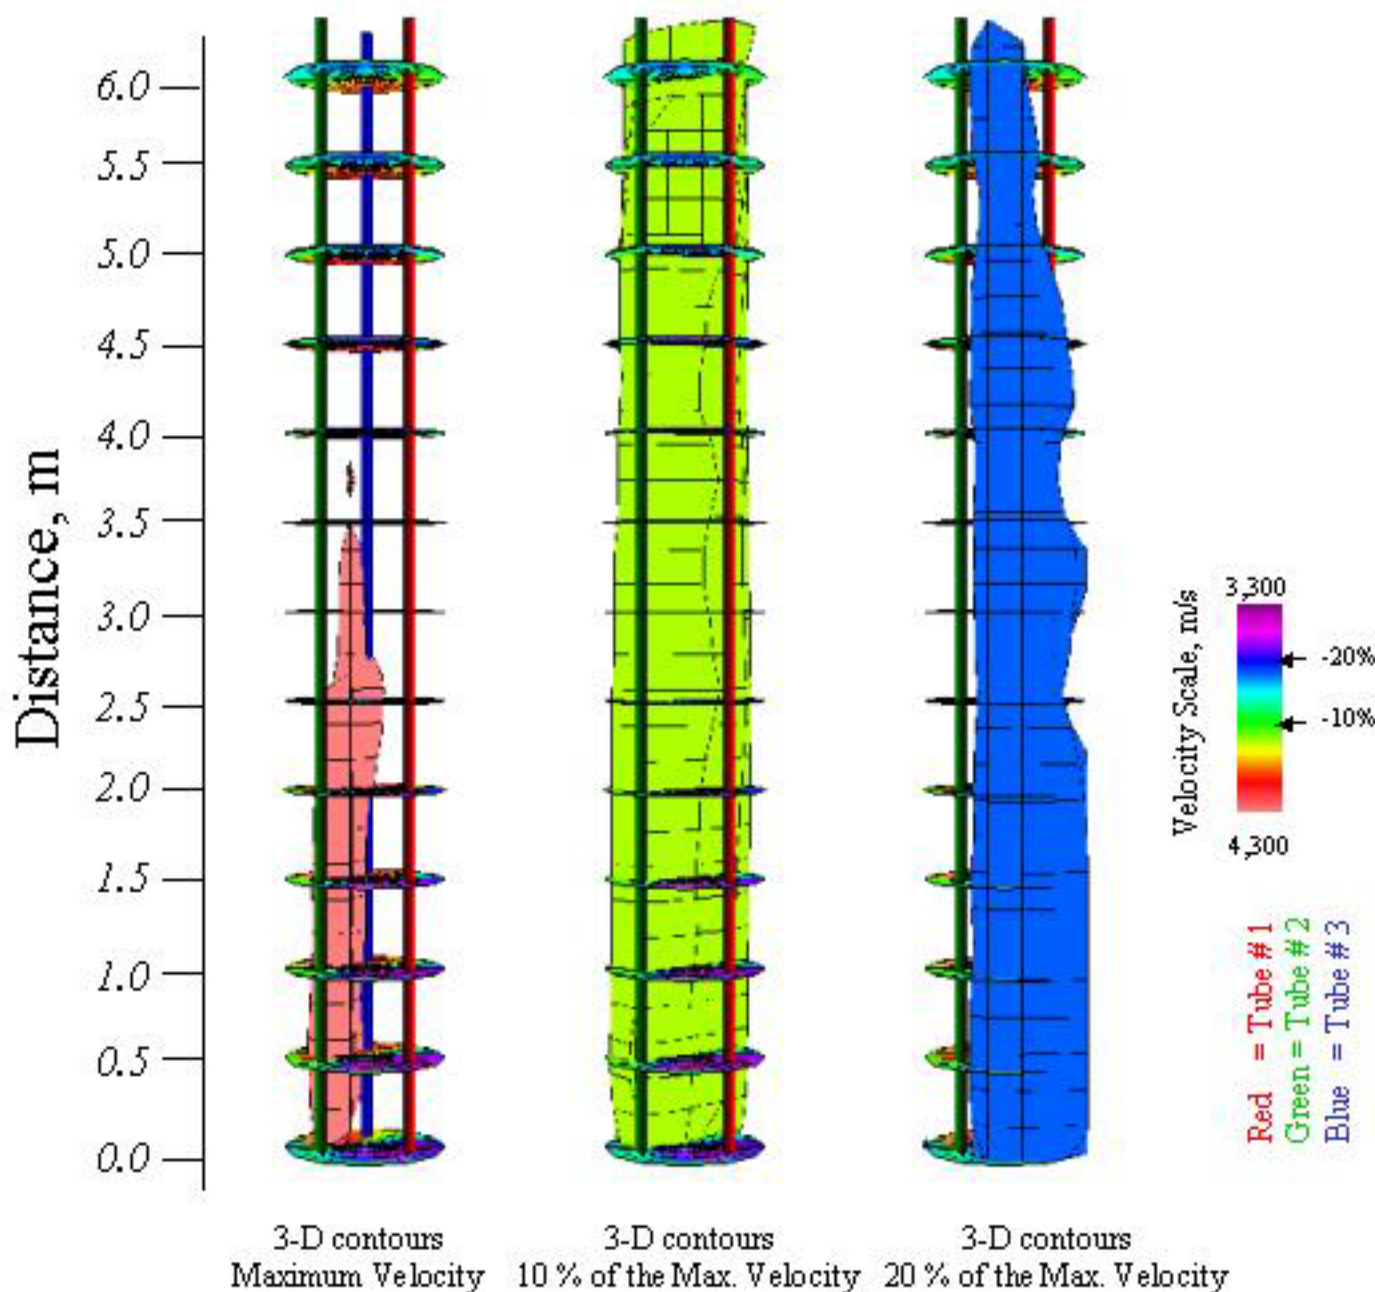 6.0
5.5
5.0
4.5
4.0
3.5
3.0
2.5
2.0
1.5
1.0
0.5
0.0
Distance, m
3-D contours
Maximum Velocity
3-D contours
10 % of the Max. Velocity
3-D contours
20 % of the Max. Velocity
Velocity Scale, m/s
3,300
-20%
-10%
4,300
Red = Tube #1
Green = Tube #2
Blue = Tube #3